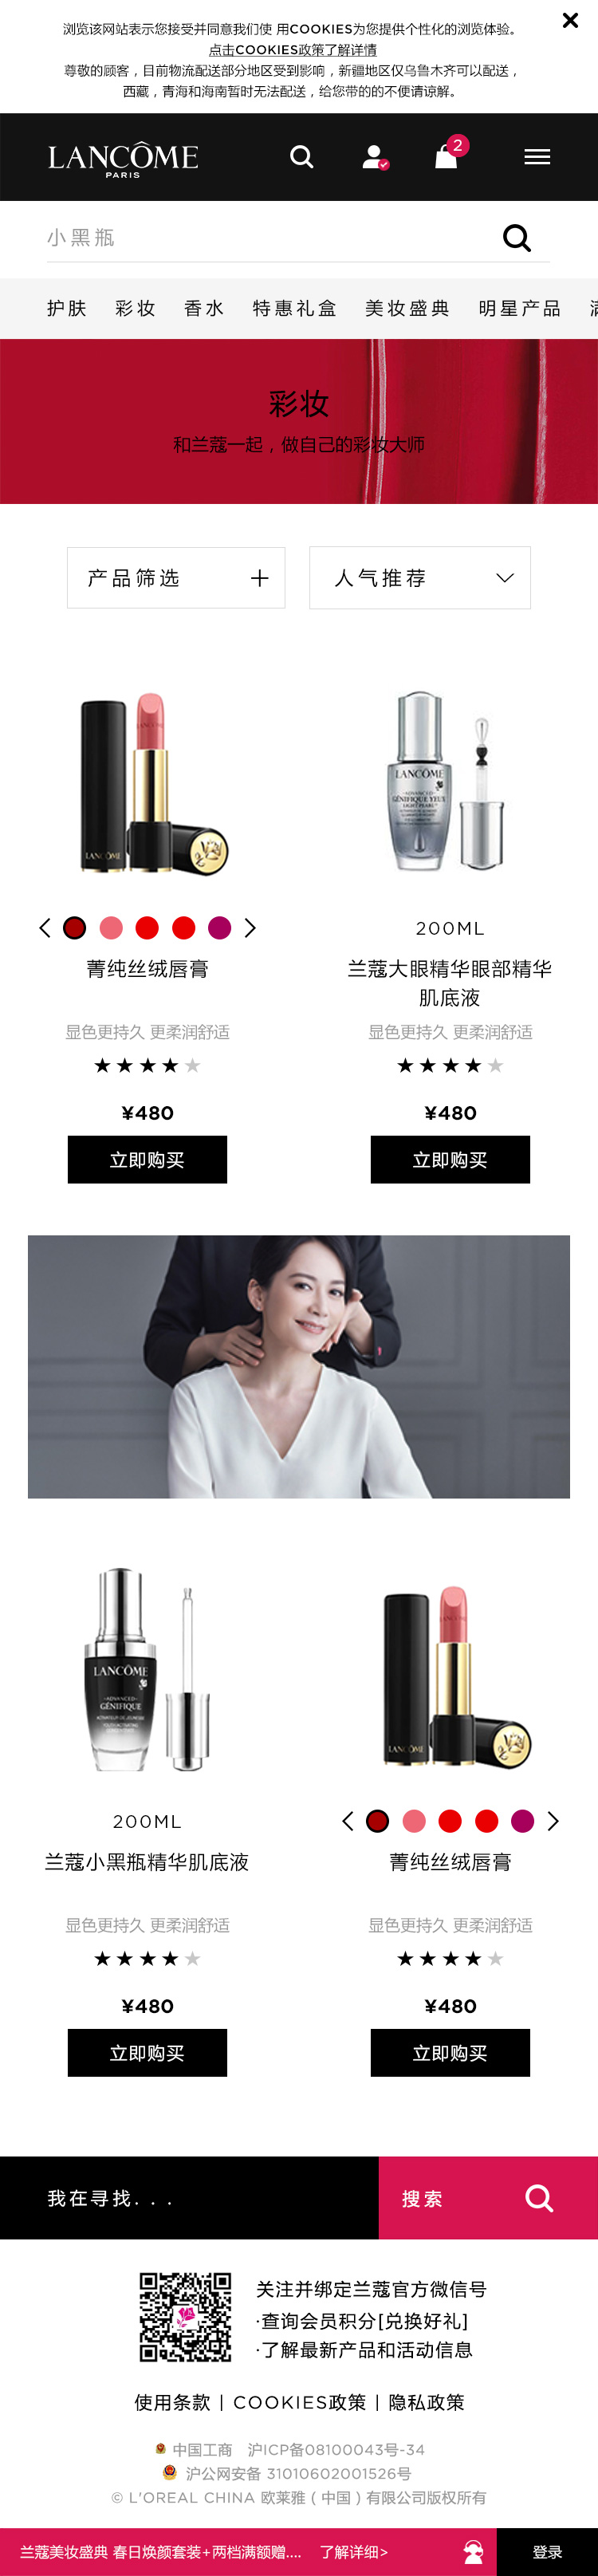 浏览该网站表示您接受并同意我们使 用COOKIES为您提供个性化的浏览体验。
点击COOKIES政策了解详情
尊敬的顾客，目前物流配送部分地区受到影响，新疆地区仅乌鲁木齐可以配送，
西藏，青海和海南暂时无法配送，给您带的的不便请谅解。
LANCÔME
PARIS
2
小黑瓶
护肤 彩妆 香水 特惠礼盒 美妆盛典 明星产品
彩妆
和兰蔻一起，做自己的彩妆大师
产品筛选
人气推荐
LANCÔME
LANCÔME
ADVANCED
GÉNIFIQUE YEUX
LIGHT-PEARL
200ML
菁纯丝绒唇膏
兰蔻大眼精华眼部精华
肌底液
显色更持久 更柔润舒适
显色更持久 更柔润舒适
¥480
¥480
立即购买
立即购买
LANCÔME
ADVANCED
GÉNIFIQUE
LANCÔME
200ML
兰蔻小黑瓶精华肌底液
菁纯丝绒唇膏
显色更持久 更柔润舒适
显色更持久 更柔润舒适
¥480
¥480
立即购买
立即购买
我在寻找. . .
搜索
关注并绑定兰蔻官方微信号
·查询会员积分[兑换好礼]
·了解最新产品和活动信息
使用条款 | COOKIES政策 | 隐私政策
中国工商 沪ICP备08100043号-34
沪公网安备 31010602001526号
© L'OREAL CHINA 欧莱雅 ( 中国 ) 有限公司版权所有
兰蔻美妆盛典 春日焕颜套装+两档满额赠.... 了解详细>
登录